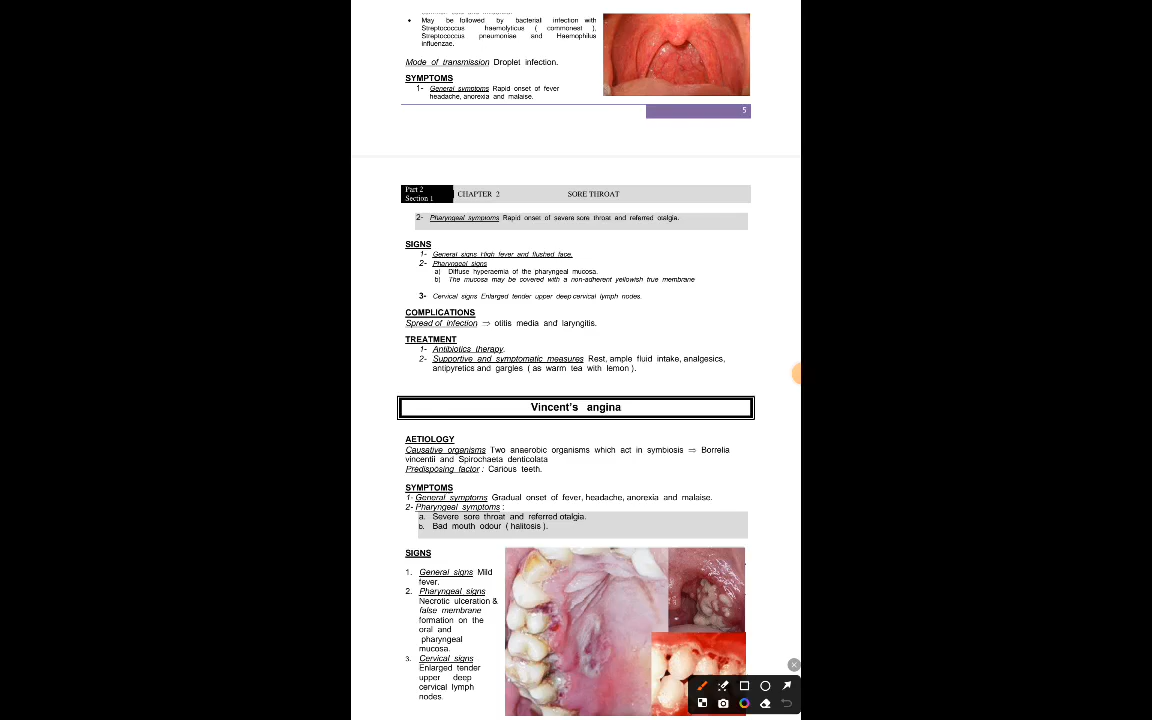 • May be followed by bacteriall infection with
Streptococcus haemolyticus ( commonest ),
Streptococcus pneumoniae and Haemophilus
influenzae.
Mode of transmission Droplet infection.
SYMPTOMS
1- General symptoms Rapid onset of fever
headache, anorexia and malaise.
5
Part 2
Section 1
CHAPTER 2 SORE THROAT
2- Pharyngeal symptoms Rapid onset of severe sore throat and referred otalgia.
SIGNS
1- General signs High fever and flushed face.
2- Pharyngeal signs
a) Diffuse hyperaemia of the pharyngeal mucosa.
b) The mucosa may be covered with a non-adherent yellowish true membrane
3- Cervical signs Enlarged tender upper deep cervical lymph nodes.
COMPLICATIONS
Spread of infection ⇒ otitis media and laryngitis.
TREATMENT
1- Antibiotics therapy.
2- Supportive and symptomatic measures Rest, ample fluid intake, analgesics,
antipyretics and gargles ( as warm tea with lemon ).
Vincent's angina
AETIOLOGY
Causative organisms Two anaerobic organisms which act in symbiosis ⇒ Borrelia
vincentii and Spirochaeta denticolata
Predisposing factor : Carious teeth.
SYMPTOMS
1- General symptoms Gradual onset of fever, headache, anorexia and malaise.
2- Pharyngeal symptoms :
a. Severe sore throat and referred otalgia.
b. Bad mouth odour ( halitosis ).
SIGNS
1. General signs Mild
fever.
2. Pharyngeal signs
Necrotic ulceration &
false membrane
formation on the
oral and
pharyngeal
mucosa.
3. Cervical signs
Enlarged tender
upper deep
cervical lymph
nodes.